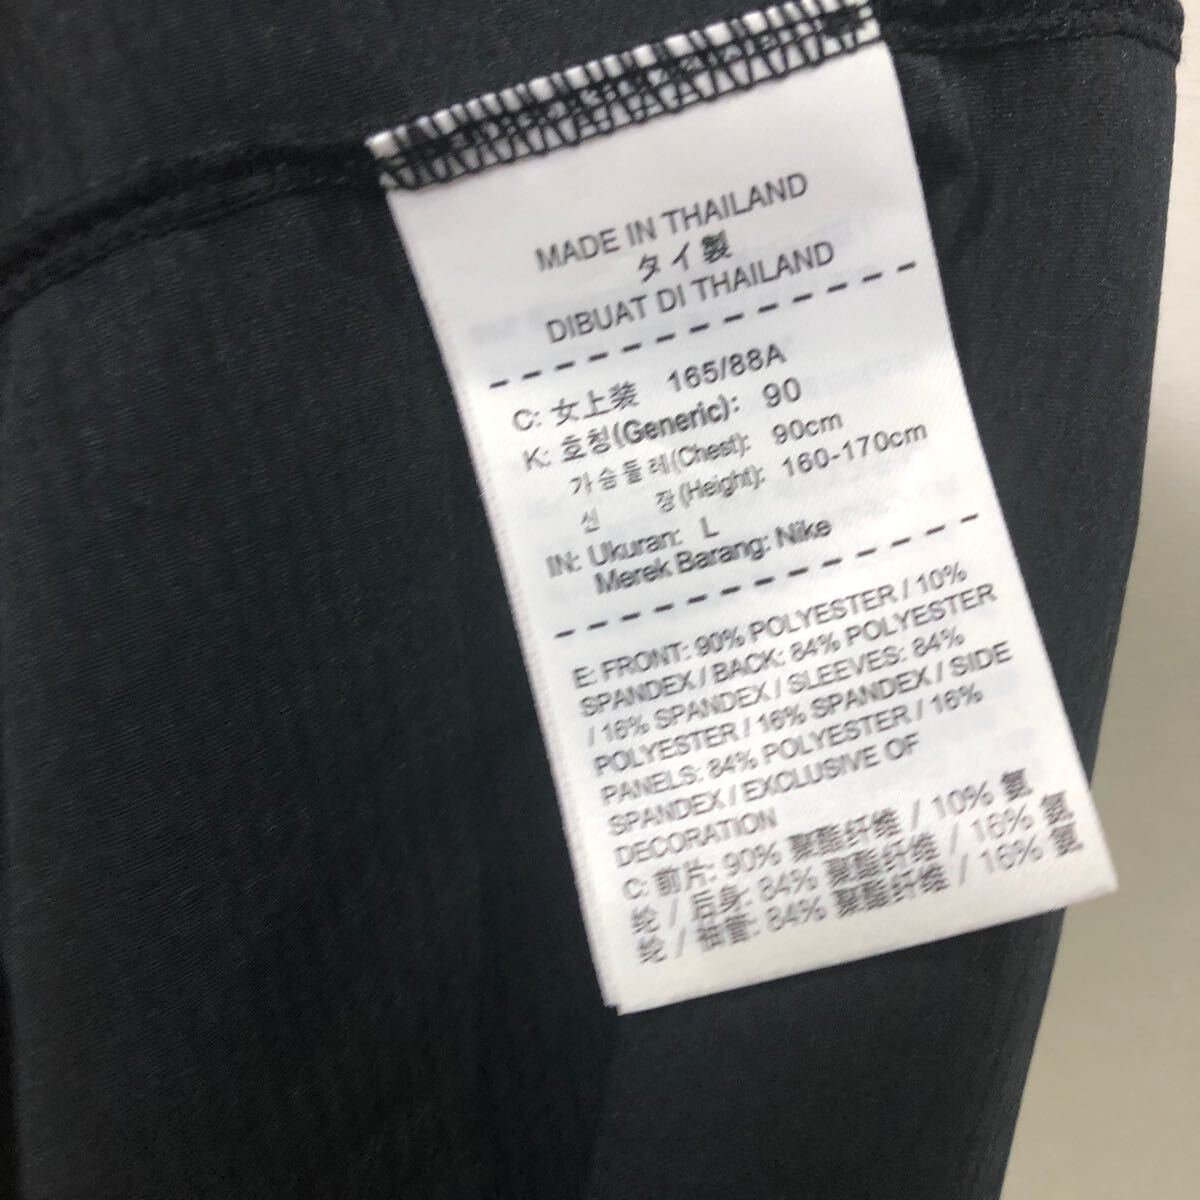 MADE IN THAILAND
タイ製
DIBUAT DI THAILAND
C: 女上装 165/88A
K: 호칭(Generic): 90
가슴둘레(Chest): 90cm
신 장(Height): 160-170cm
IN: Ukuran: L
Merek Barang: Nike
E: FRONT: 90% POLYESTER / 10%
SPANDEX / BACK: 84% POLYESTER
/ 16% SPANDEX / SLEEVES: 84%
POLYESTER / 16% SPANDEX / SIDE
PANELS: 84% POLYESTER / 16%
SPANDEX / EXCLUSIVE OF
DECORATION
C: 前片: 90% 聚酯纤维 / 10% 氨
纶 / 后身: 84% 聚酯纤维 / 16% 氨
纶 / 袖管: 84% 聚酯纤维 / 16% 氨